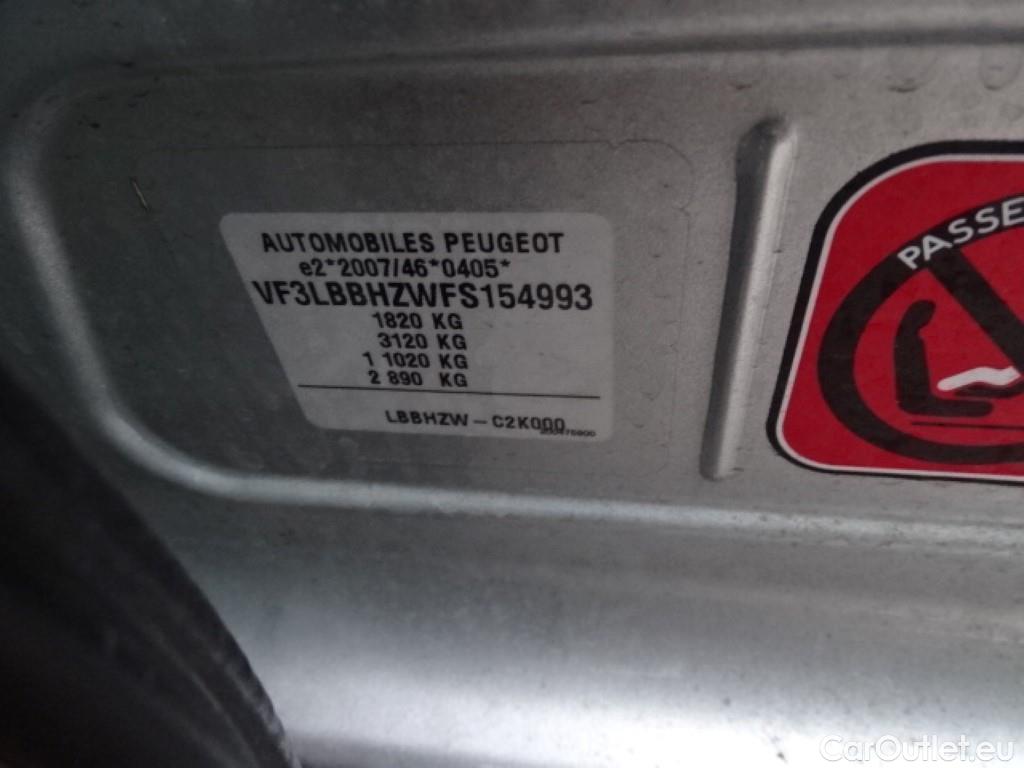 AUTOMOBILES PEUGEOT
e2*2007/46*0405*
VF3LBBHZWFS154993
1820 KG
3120 KG
1 1020 KG
2 890 KG
LBBHZW-C2K000
PASSE
CarOutlet.eu